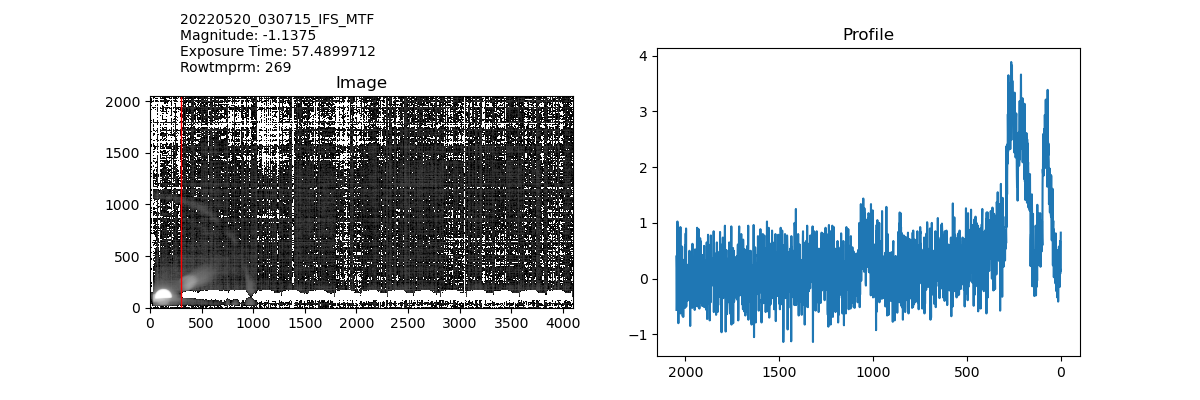 20220520_030715_IFS_MTF
Magnitude: -1.1375
Exposure Time: 57.4899712
Rowtmprm: 269
Image
2000
1500
1000
500
0
0 500 1000 1500 2000 2500 3000 3500 4000
Profile
4
3
2
1
0
−1
2000 1500 1000 500 0